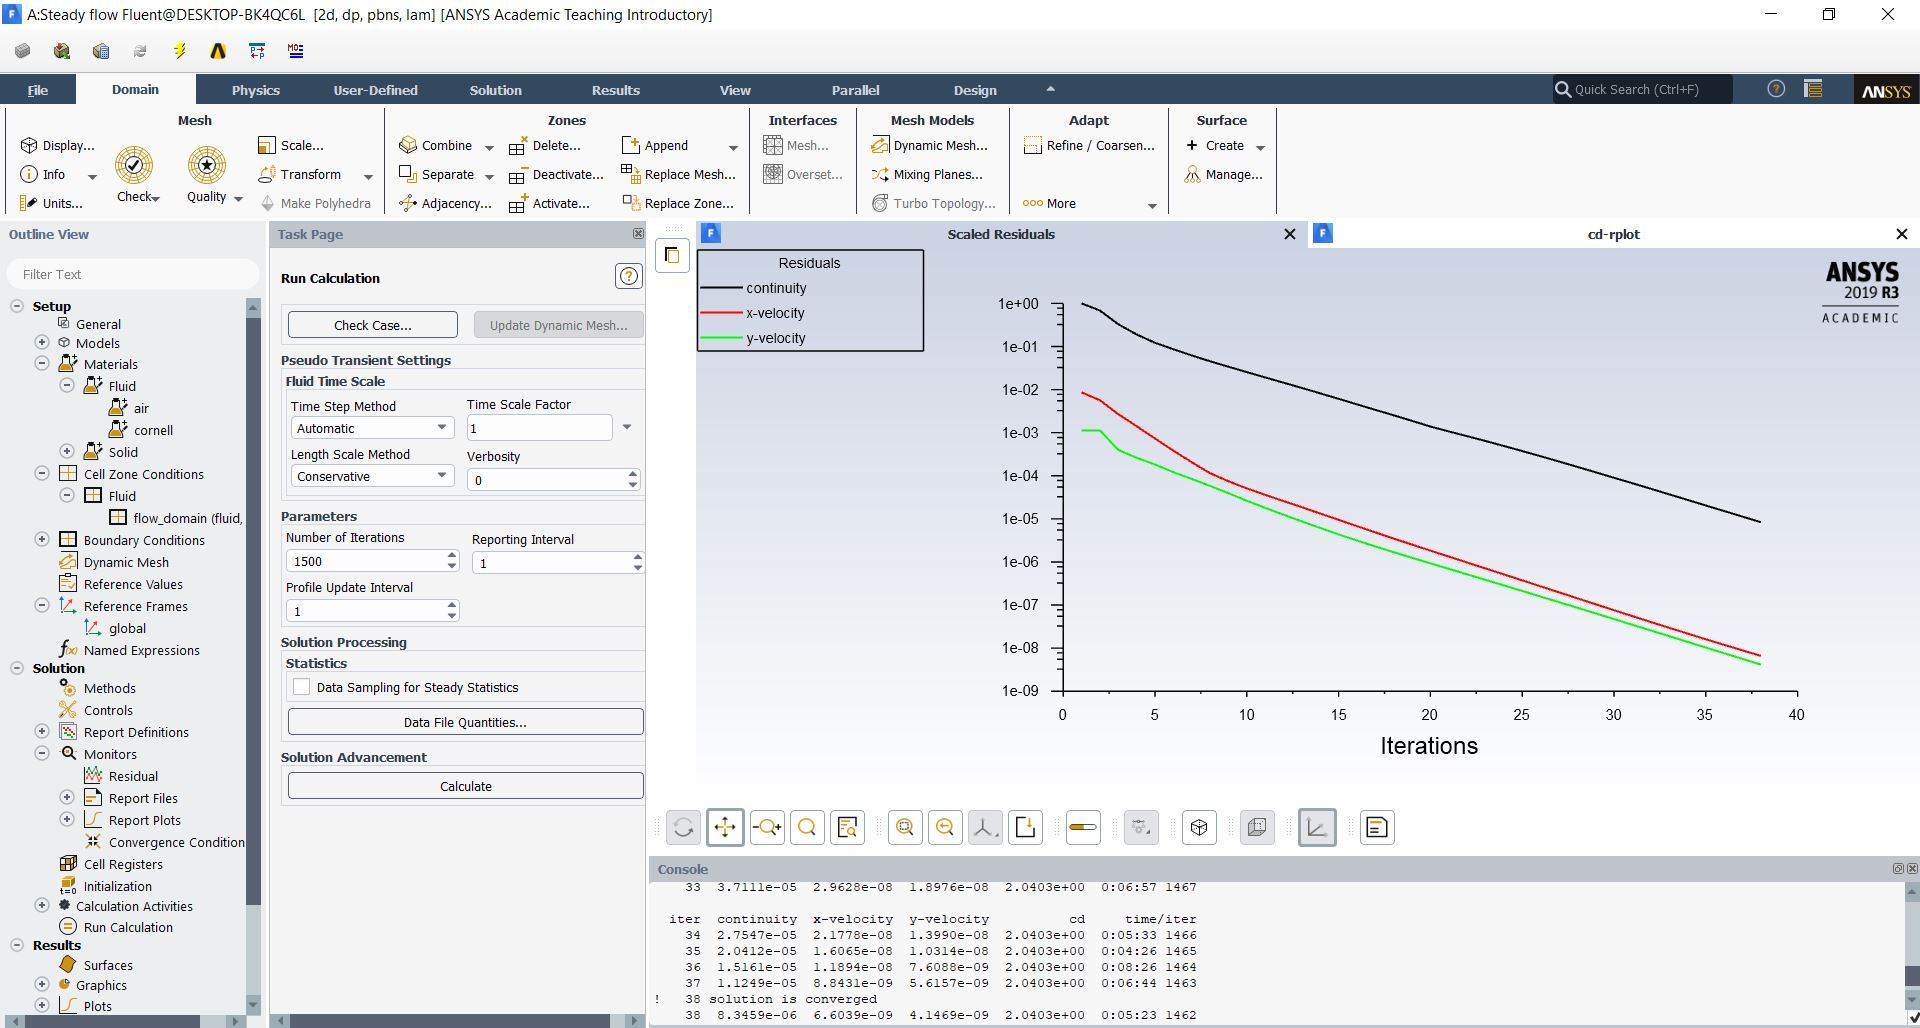 A:Steady flow Fluent@DESKTOP-BK4QC6L [2d, dp, pbns, lam] [ANSYS Academic Teaching Introductory]
File Domain Physics User-Defined Solution Results View Parallel Design Quick Search (Ctrl+F) ANSYS
Mesh
Display...
Info
Units...
Check
Quality
Scale...
Transform
Make Polyhedra
Zones
Combine
Separate
Adjacency...
Delete...
Deactivate...
Activate...
Append
Replace Mesh...
Replace Zone...
Interfaces
Mesh...
Overset...
Mesh Models
Dynamic Mesh...
Mixing Planes...
Turbo Topology...
Adapt
Refine / Coarsen...
More
Surface
Create
Manage...
Outline View
Filter Text
Setup
General
Models
Materials
Fluid
air
cornell
Solid
Cell Zone Conditions
Fluid
flow_domain (fluid,
Boundary Conditions
Dynamic Mesh
Reference Values
Reference Frames
global
Named Expressions
Solution
Methods
Controls
Report Definitions
Monitors
Residual
Report Files
Report Plots
Convergence Condition
Cell Registers
Initialization
Calculation Activities
Run Calculation
Results
Surfaces
Graphics
Plots
Task Page
Run Calculation
Check Case...
Update Dynamic Mesh...
Pseudo Transient Settings
Fluid Time Scale
Time Step Method
Automatic
Time Scale Factor
1
Length Scale Method
Conservative
Verbosity
0
Parameters
Number of Iterations
1500
Reporting Interval
1
Profile Update Interval
1
Solution Processing
Statistics
Data Sampling for Steady Statistics
Data File Quantities...
Solution Advancement
Calculate
Scaled Residuals
cd-rplot
Residuals
continuity
x-velocity
y-velocity
ANSYS
2019 R3
ACADEMIC
1e+00
1e-01
1e-02
1e-03
1e-04
1e-05
1e-06
1e-07
1e-08
1e-09
0 5 10 15 20 25 30 35 40
Iterations
Console
33 3.7111e-05 2.9628e-08 1.8976e-08 2.0403e+00 0:06:57 1467
iter continuity x-velocity y-velocity cd time/iter
34 2.7547e-05 2.1778e-08 1.3990e-08 2.0403e+00 0:05:33 1466
35 2.0412e-05 1.6065e-08 1.0314e-08 2.0403e+00 0:04:26 1465
36 1.5161e-05 1.1894e-08 7.6088e-09 2.0403e+00 0:08:26 1464
37 1.1249e-05 8.8431e-09 5.6157e-09 2.0403e+00 0:06:44 1463
! 38 solution is converged
38 8.3459e-06 6.6039e-09 4.1469e-09 2.0403e+00 0:05:23 1462